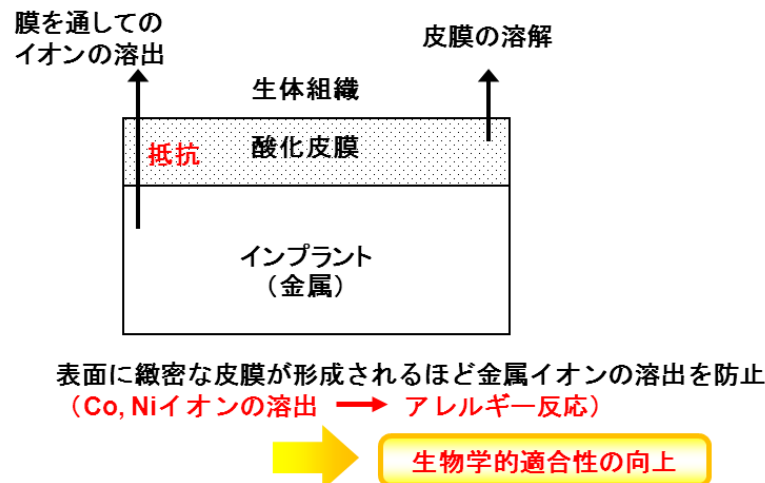 膜を通しての
イオンの溶出
皮膜の溶解
生体組織
抵抗
酸化皮膜
インプラント
（金属）
表面に緻密な皮膜が形成されるほど金属イオンの溶出を防止
（Co, Niイオンの溶出 → アレルギー反応）
生物学的適合性の向上